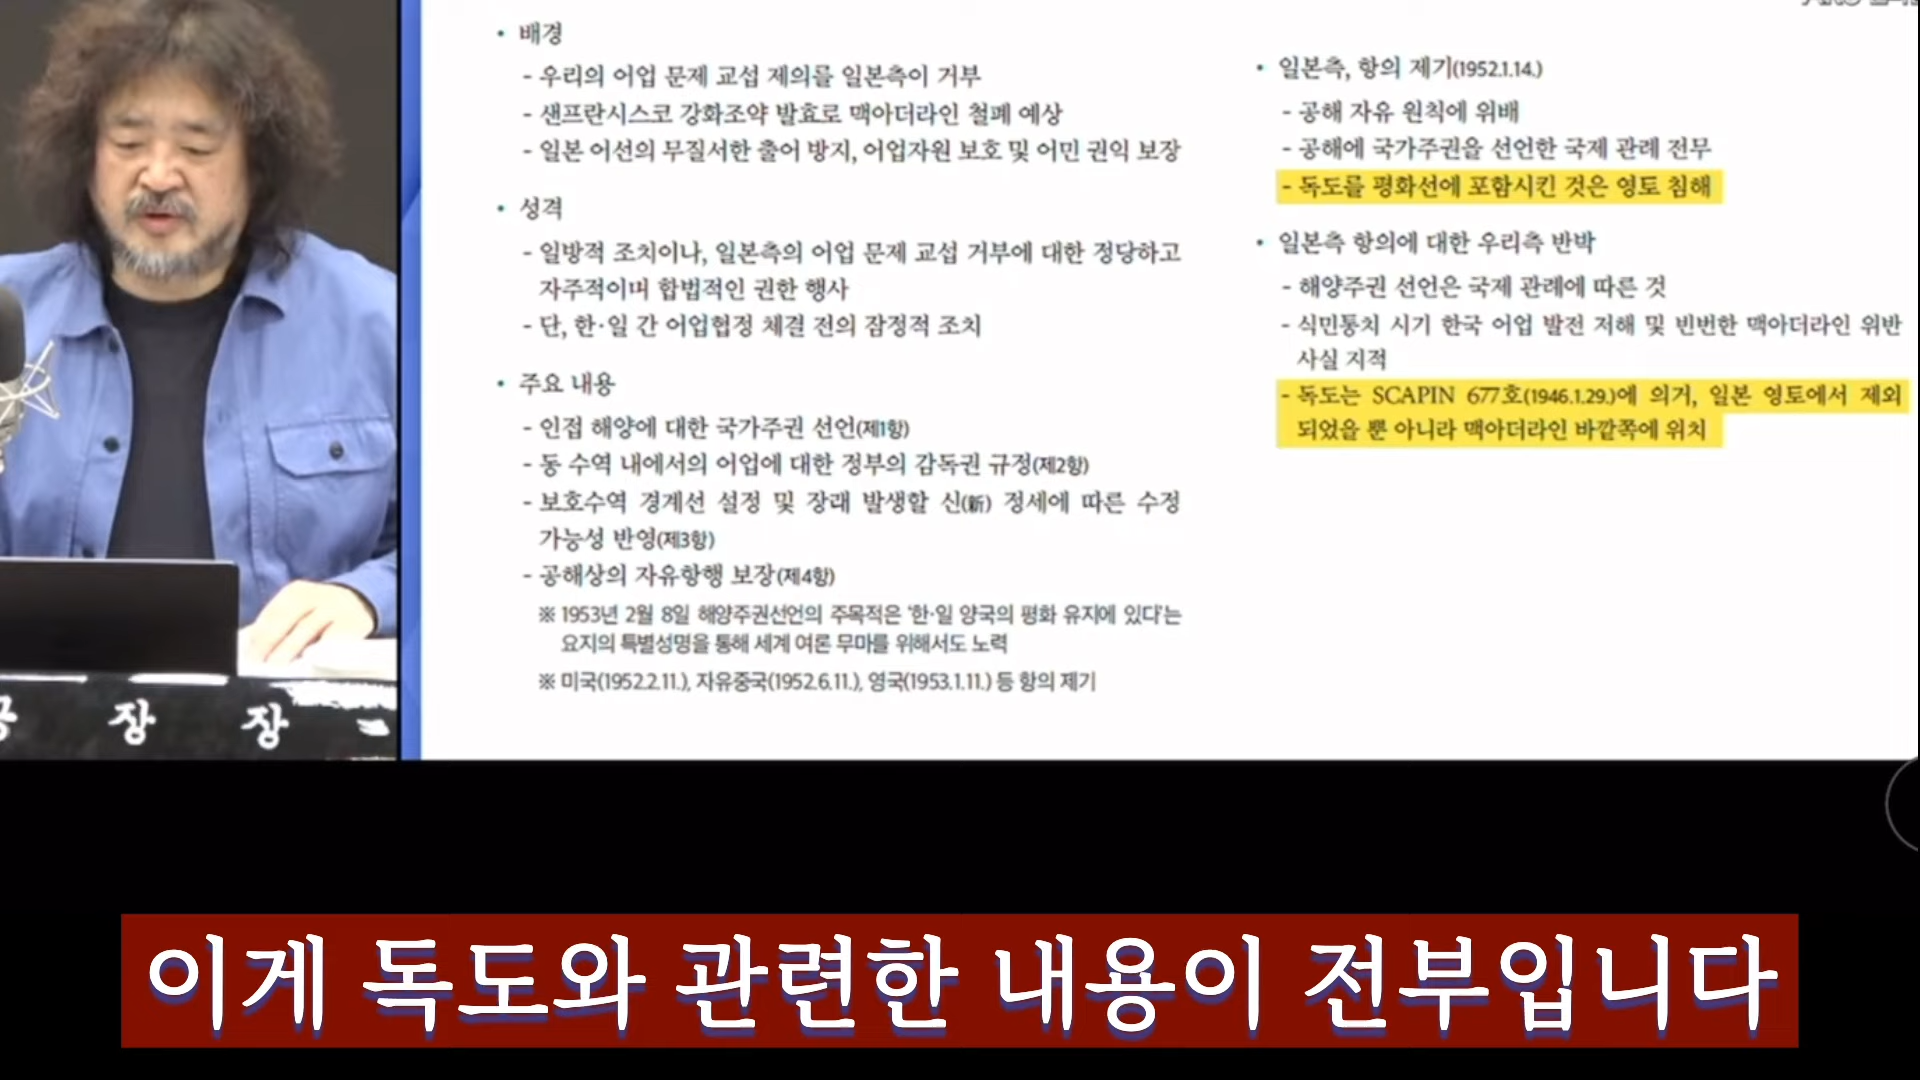 • 배경
- 우리의 어업 문제 교섭 제의를 일본측이 거부
- 샌프란시스코 강화조약 발효로 맥아더라인 철폐 예상
- 일본 어선의 무질서한 출어 방지, 어업자원 보호 및 어민 권익 보장
• 성격
- 일방적 조치이나, 일본측의 어업 문제 교섭 거부에 대한 정당하고
자주적이며 합법적인 권한 행사
- 단, 한·일 간 어업협정 체결 전의 잠정적 조치
• 주요 내용
- 인접 해양에 대한 국가주권 선언(제1항)
- 동 수역 내에서의 어업에 대한 정부의 감독권 규정(제2항)
- 보호수역 경계선 설정 및 장래 발생할 신(新) 정세에 따른 수정
가능성 반영(제3항)
- 공해상의 자유항행 보장(제4항)
※ 1953년 2월 8일 해양주권선언의 주목적은 '한·일 양국의 평화 유지에 있다'는
요지의 특별성명을 통해 세계 여론 무마를 위해서도 노력
※ 미국(1952.2.11.), 자유중국(1952.6.11.), 영국(1953.1.11.) 등 항의 제기
• 일본측, 항의 제기(1952.1.14.)
- 공해 자유 원칙에 위배
- 공해에 국가주권을 선언한 국제 관례 전무
- 독도를 평화선에 포함시킨 것은 영토 침해
• 일본측 항의에 대한 우리측 반박
- 해양주권 선언은 국제 관례에 따른 것
- 식민통치 시기 한국 어업 발전 저해 및 빈번한 맥아더라인 위반
사실 지적
- 독도는 SCAPIN 677호(1946.1.29.)에 의거, 일본 영토에서 제외
되었을 뿐 아니라 맥아더라인 바깥쪽에 위치
장 장
이게 독도와 관련한 내용이 전부입니다